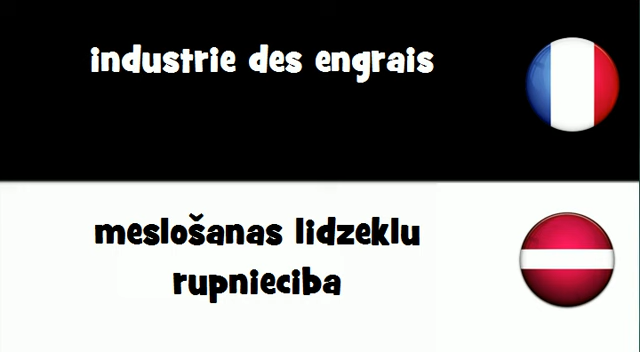 industrie des engrais
meslošanas lidzeklu
rupnieciba